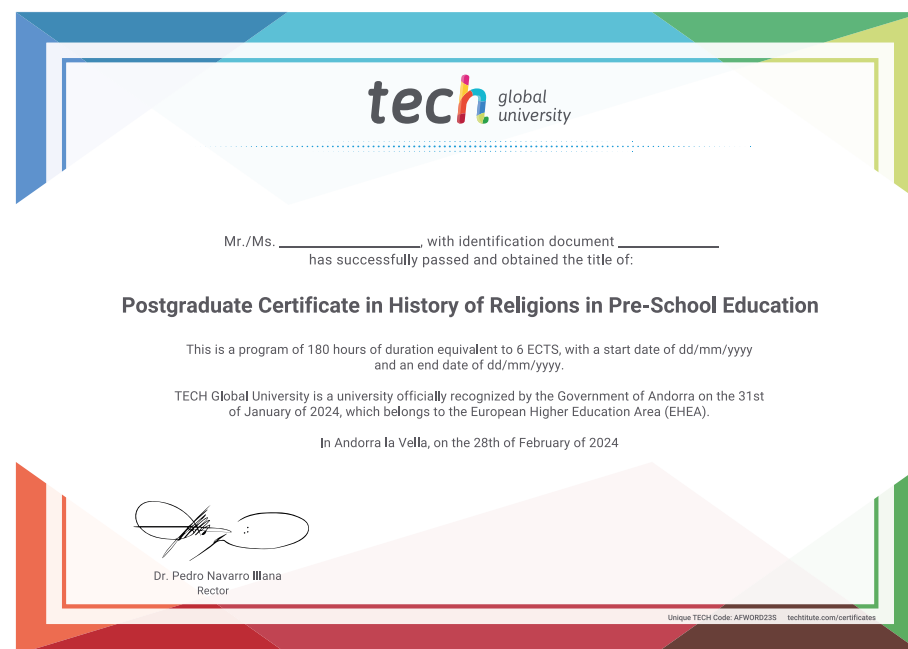 tech global university
Mr./Ms. ________________, with identification document ____________
has successfully passed and obtained the title of:
Postgraduate Certificate in History of Religions in Pre-School Education
This is a program of 180 hours of duration equivalent to 6 ECTS, with a start date of dd/mm/yyyy
and an end date of dd/mm/yyyy.
TECH Global University is a university officially recognized by the Government of Andorra on the 31st
of January of 2024, which belongs to the European Higher Education Area (EHEA).
In Andorra la Vella, on the 28th of February of 2024
Dr. Pedro Navarro Illana
Rector
Unique TECH Code: AFWORD23S techtitute.com/certificates